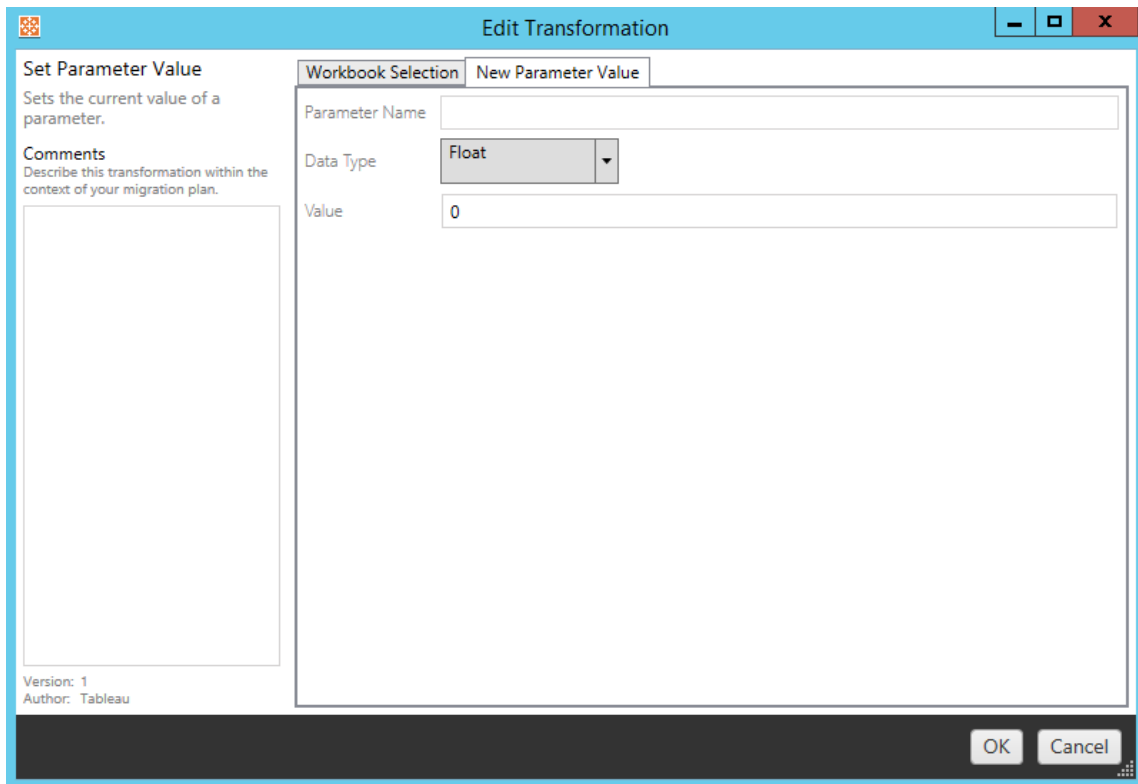 Edit Transformation
Set Parameter Value
Sets the current value of a
parameter.
Comments
Describe this transformation within the
context of your migration plan.
Version: 1
Author: Tableau
Workbook Selection
New Parameter Value
Parameter Name
Data Type
Float
Value
0
OK
Cancel